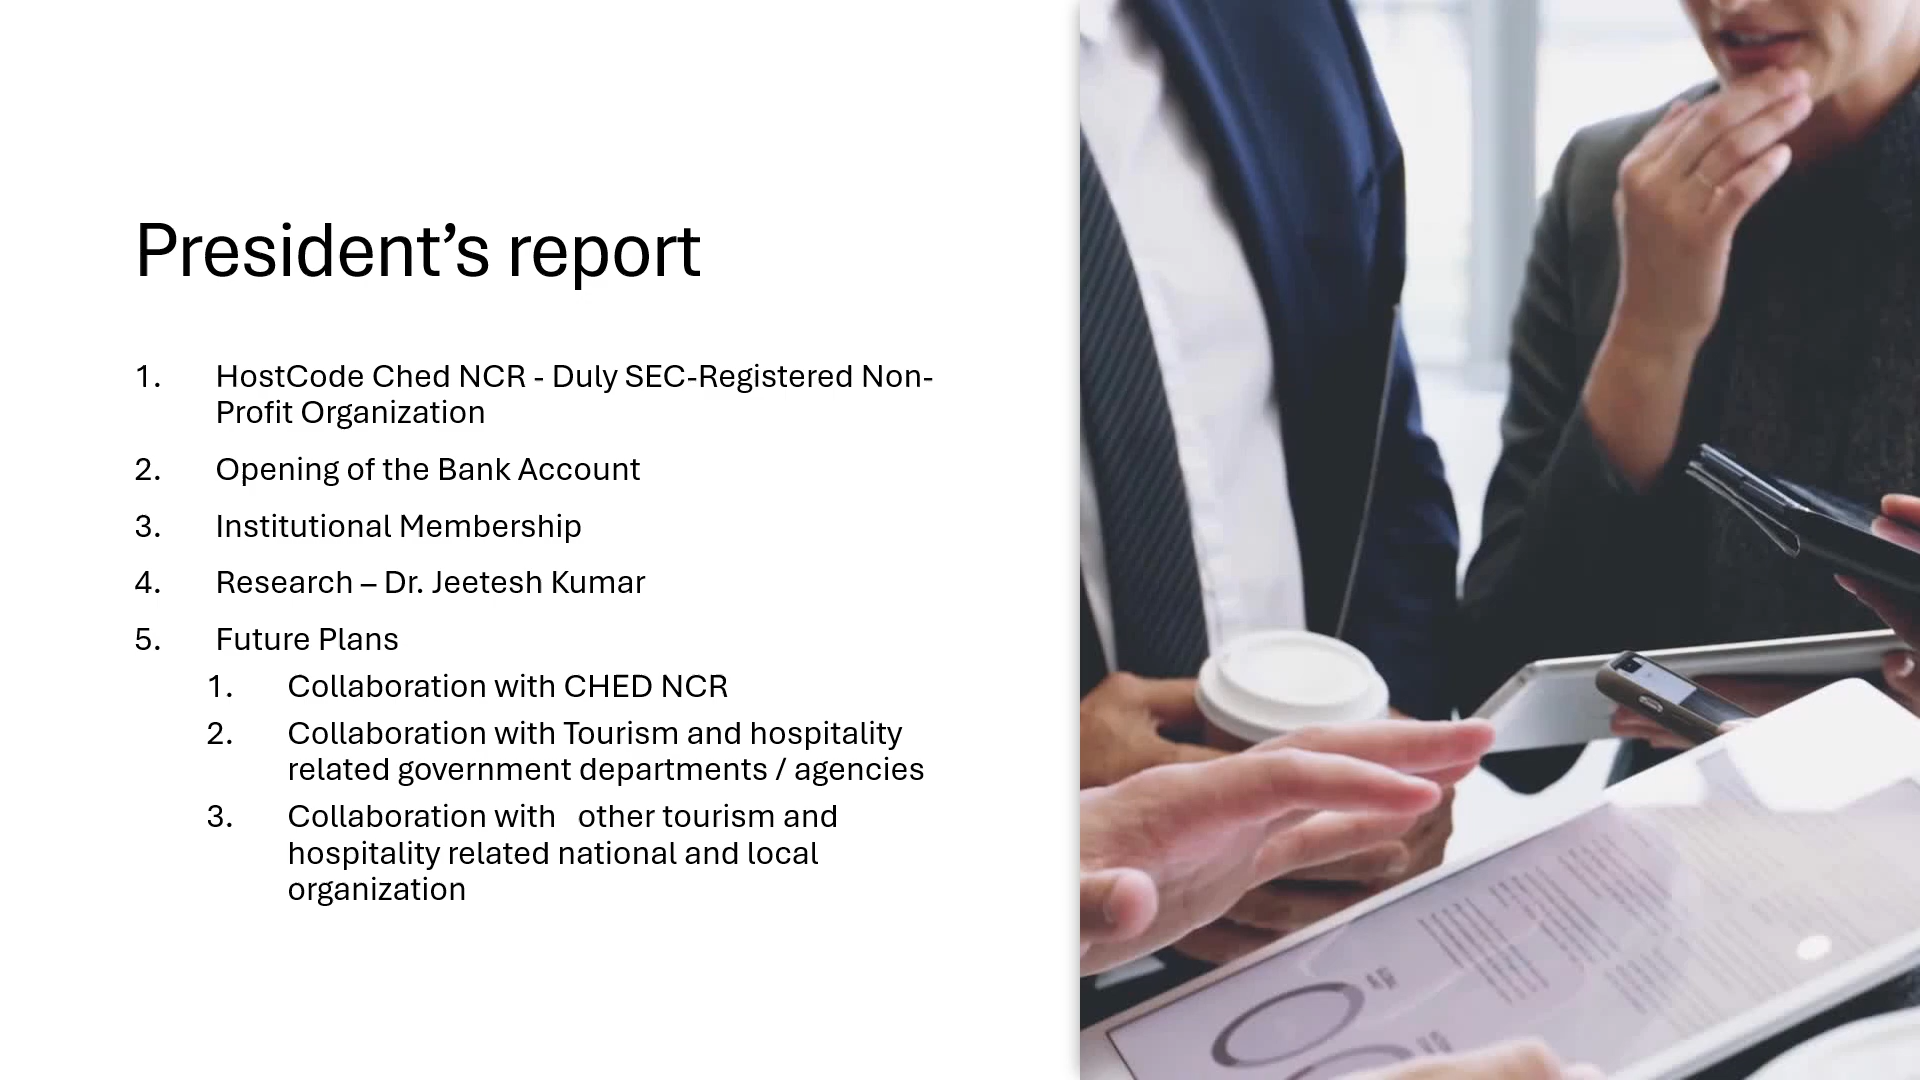 President’s report
1. HostCode Ched NCR - Duly SEC-Registered Non-
Profit Organization
2. Opening of the Bank Account
3. Institutional Membership
4. Research – Dr. Jeetesh Kumar
5. Future Plans
1. Collaboration with CHED NCR
2. Collaboration with Tourism and hospitality
related government departments / agencies
3. Collaboration with   other tourism and
hospitality related national and local
organization